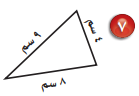 ٧
٩ سم
٤ سم
٨ سم